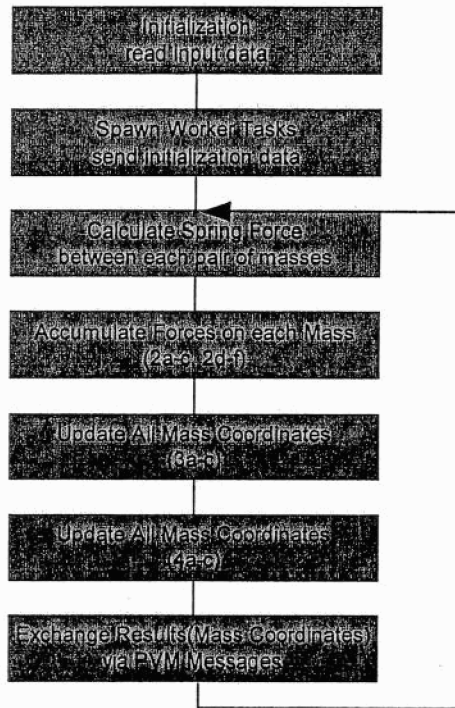 Initialization
read Input data
Spawn Worker Tasks
send initialization data
Calculate Spring Force
between each pair of masses
Accumulate Forces on each Mass
(2a-c, 2d-f)
Update All Mass Coordinates
(3a-c)
Update All Mass Coordinates
(4a-c)
Exchange Results(Mass Coordinates)
via PVM Messages